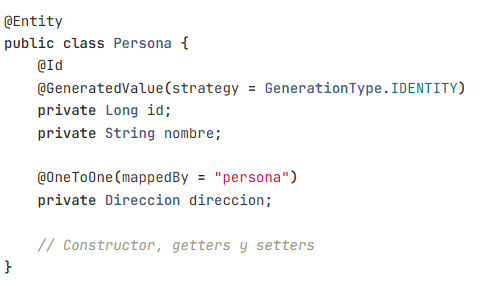 @Entity
public class Persona {
    @Id
    @GeneratedValue(strategy = GenerationType.IDENTITY)
    private Long id;
    private String nombre;

    @OneToOne(mappedBy = "persona")
    private Direccion direccion;

    // Constructor, getters y setters
}